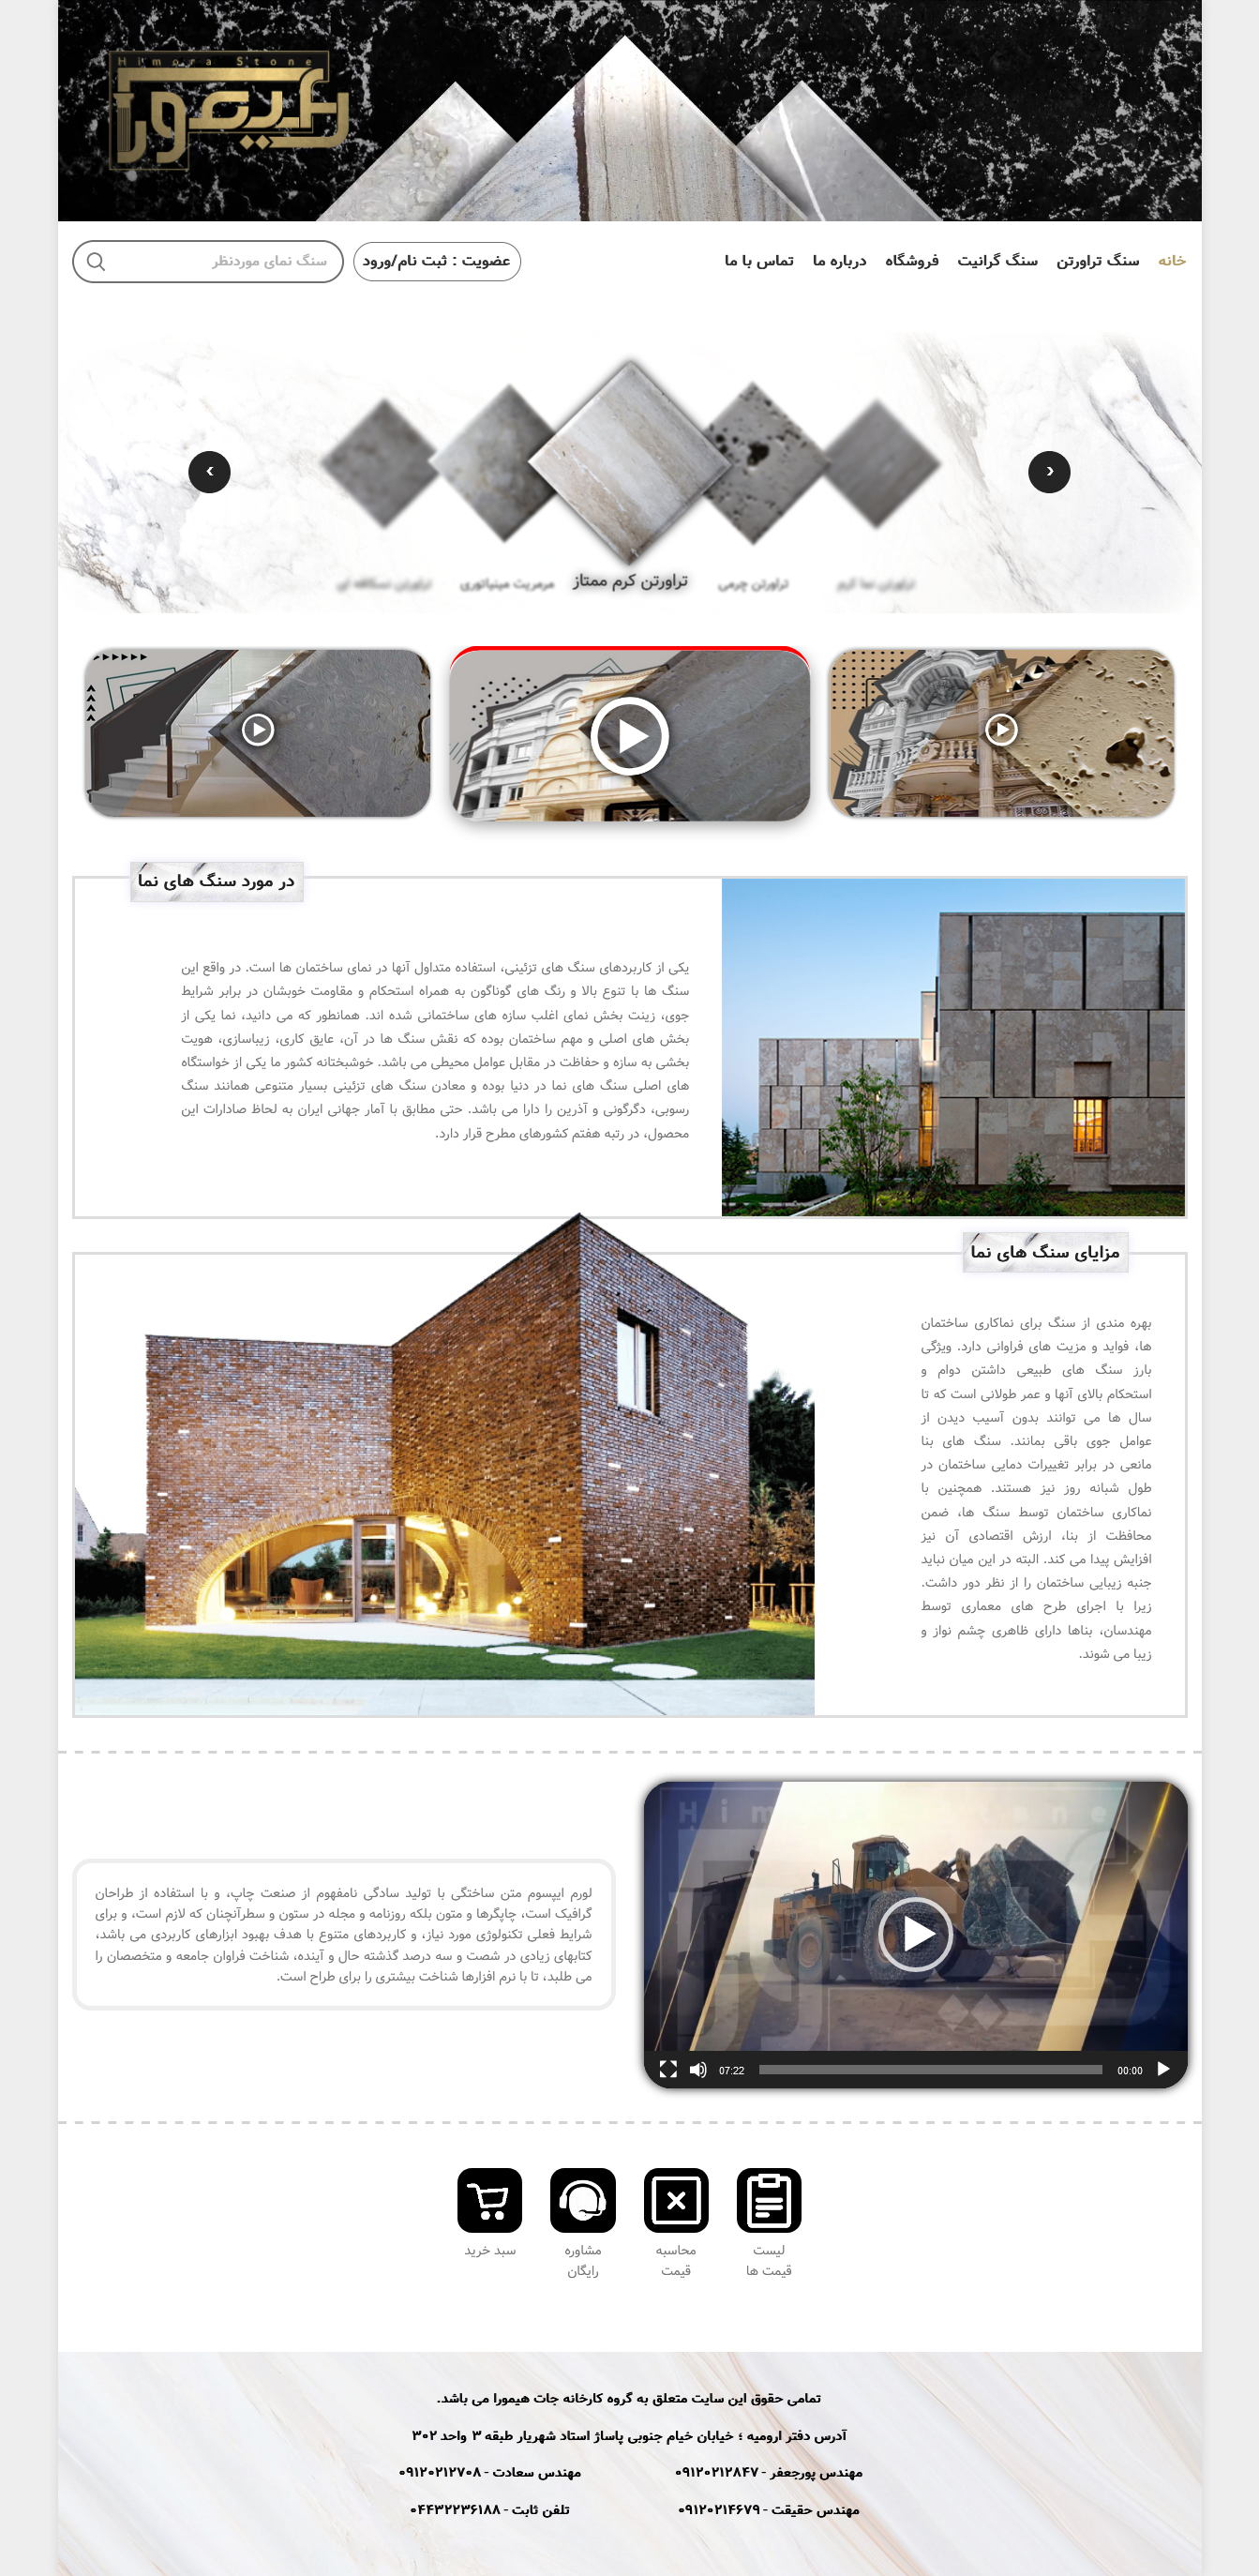 Himora Stone
هیمورا
خانه
سنگ تراورتن
سنگ گرانیت
فروشگاه
درباره ما
تماس با ما
عضویت : ثبت نام/ورود
سنگ نمای موردنظر
تراورتن نما کرم
تراورتن چرمی
تراورتن کرم ممتاز
مرمریت مینیاتوری
در مورد سنگ های نما
یکی از کاربردهای سنگ های تزئینی، استفاده متداول آنها در نمای ساختمان ها است. در واقع این
سنگ ها با تنوع بالا و رنگ های گوناگون به همراه استحکام و مقاومت خویشان در برابر شرایط
جوی، زینت بخش نمای اغلب سازه های ساختمانی شده اند. همانطور که می دانید، نما یکی از
بخش های اصلی و مهم ساختمان بوده که نقش سنگ ها در آن، عایق کاری، زیباسازی، هویت
بخشی به سازه و حفاظت در مقابل عوامل محیطی می باشد. خوشبختانه کشور ما یکی از خواستگاه
های اصلی سنگ های نما در دنیا بوده و معادن سنگ های تزئینی بسیار متنوعی همانند سنگ
رسوبی، دگرگونی و آذرین را دارا می باشد. حتی مطابق با آمار جهانی ایران به لحاظ صادارات این
محصول، در رتبه هفتم کشورهای مطرح قرار دارد.
مزایای سنگ های نما
بهره مندی از سنگ برای نماکاری ساختمان
ها، فواید و مزیت های فراوانی دارد. ویژگی
بارز سنگ های طبیعی داشتن دوام و
استحکام بالای آنها و عمر طولانی است که تا
سال ها می توانند بدون آسیب دیدن از
عوامل جوی باقی بمانند. سنگ های بنا
مانعی در برابر تغییرات دمایی ساختمان در
طول شبانه روز نیز هستند. همچنین با
نماکاری ساختمان توسط سنگ ها، ضمن
محافظت از بنا، ارزش اقتصادی آن نیز
افزایش پیدا می کند. البته در این میان نباید
جنبه زیبایی ساختمان را از نظر دور داشت.
زیرا با اجرای طرح های معماری توسط
مهندسان، بناها دارای ظاهری چشم نواز و
زیبا می شوند.
Himora Stone
00:00
07:22
لورم ایپسوم متن ساختگی با تولید سادگی نامفهوم از صنعت چاپ، و با استفاده از طراحان
گرافیک است، چاپگرها و متون بلکه روزنامه و مجله در ستون و سطرآنچنان که لازم است، و برای
شرایط فعلی تکنولوژی مورد نیاز، و کاربردهای متنوع با هدف بهبود ابزارهای کاربردی می باشد،
کتابهای زیادی در شصت و سه درصد گذشته حال و آینده، شناخت فراوان جامعه و متخصصان را
می طلبد، تا با نرم افزارها شناخت بیشتری را برای طراح است.
لیست
قیمت ها
محاسبه
قیمت
مشاوره
رایگان
سبد خرید
تمامی حقوق این سایت متعلق به گروه کارخانه جات هیمورا می باشد.
آدرس دفتر ارومیه ؛ خیابان خیام جنوبی پاساژ استاد شهریار طبقه ۳ واحد ۳۰۲
مهندس پورجعفر - ۰۹۱۲۰۲۱۲۸۴۷
مهندس سعادت - ۰۹۱۲۰۲۱۲۷۰۸
مهندس حقیقت - ۰۹۱۲۰۲۱۴۶۷۹
تلفن ثابت - ۰۴۴۳۲۲۳۶۱۸۸